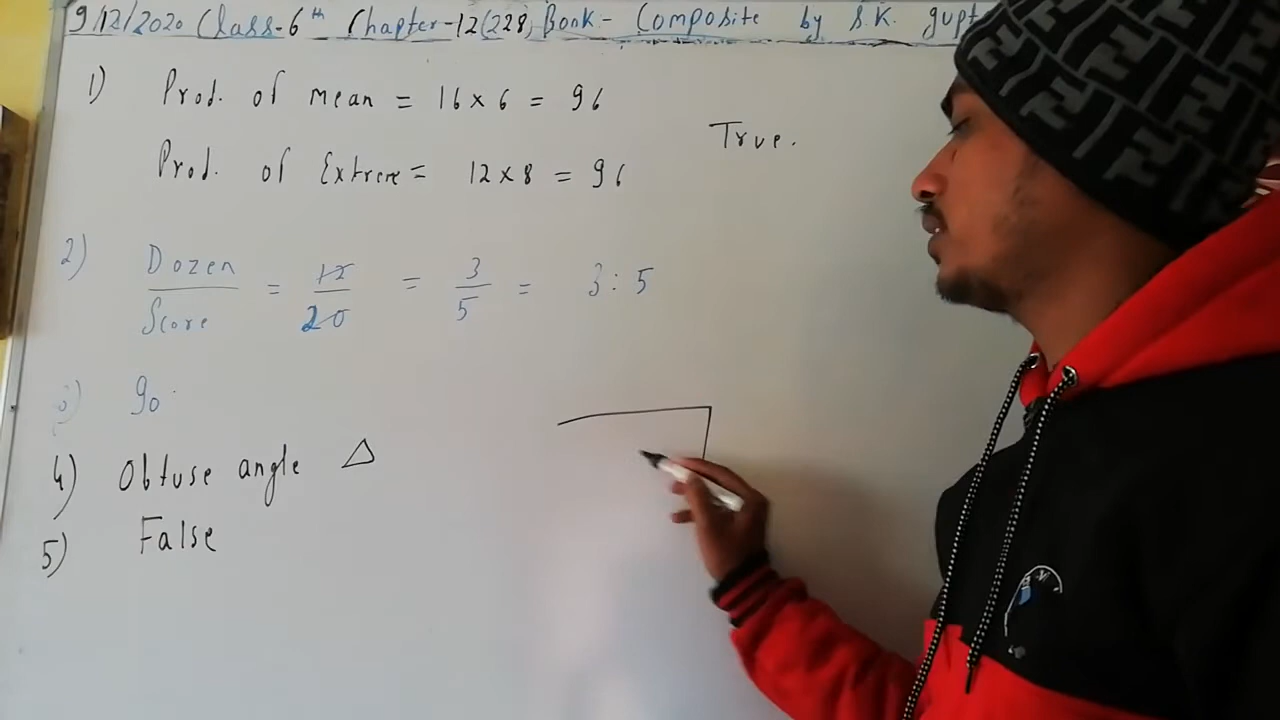 9/12/2020 Class-6th Chapter-12(228) Book- Composite by S.K. gupt
1) Prod. of mean = 16 x 6 = 96
True.
Prod. of Extreme = 12 x 8 = 96
2) Dozen / Score = 12 / 20 = 3 / 5 = 3 : 5
3) 90
4) Obtuse angle △
5) False